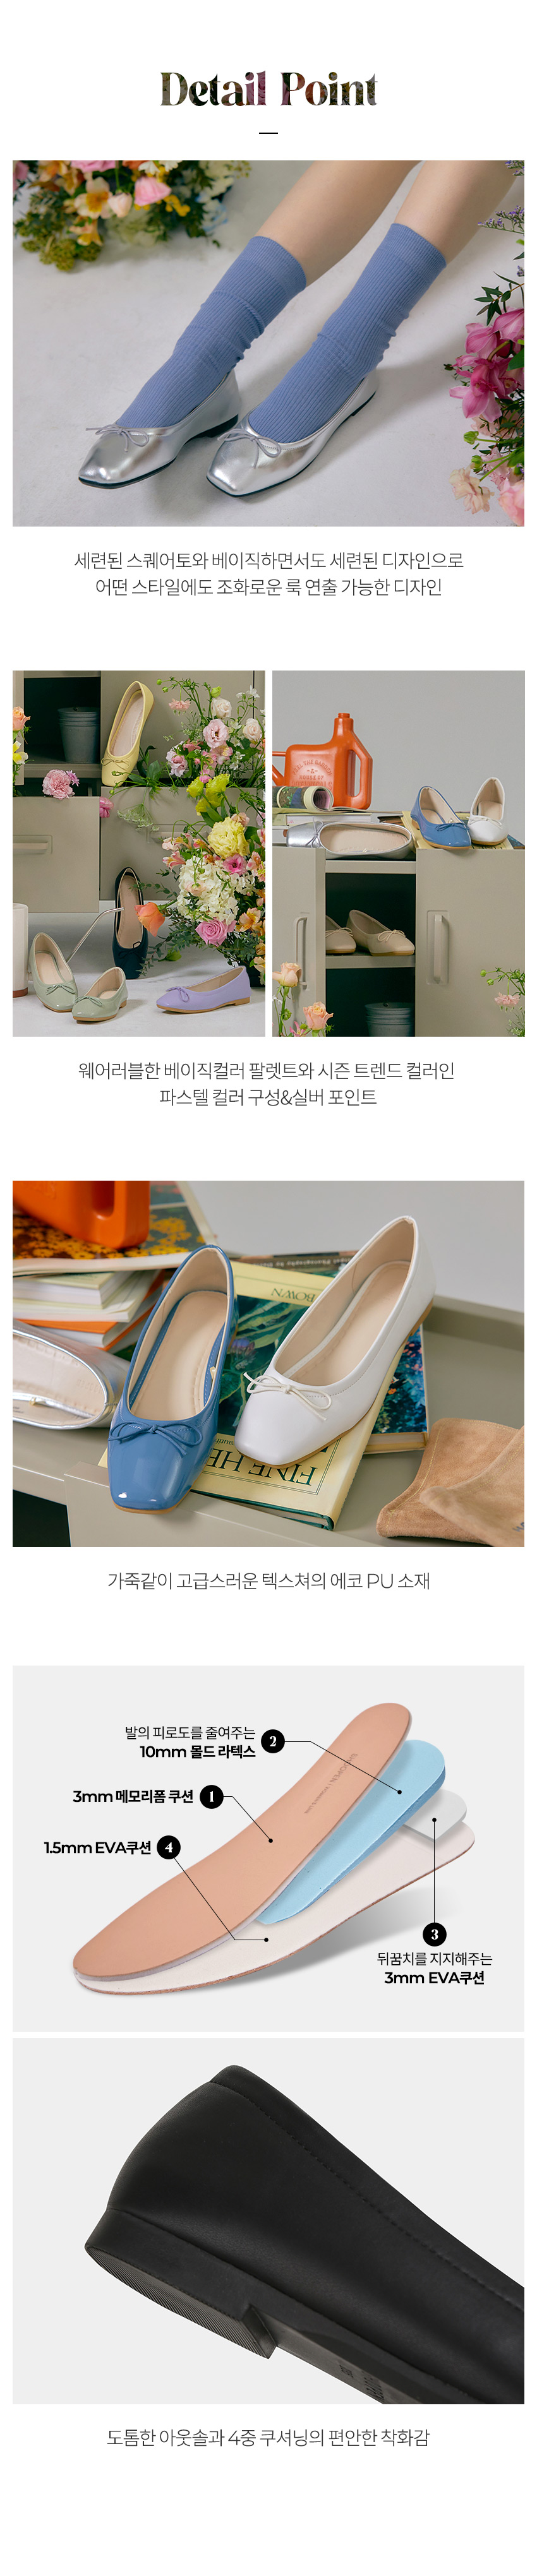 Detail Point
세련된 스퀘어토와 베이직하면서도 세련된 디자인으로
어떤 스타일에도 조화로운 룩 연출 가능한 디자인
웨어러블한 베이직컬러 팔렛트와 시즌 트렌드 컬러인
파스텔 컬러 구성&실버 포인트
BOWN
FINE
가죽같이 고급스러운 텍스쳐의 에코 PU 소재
발의 피로도를 줄여주는
10mm 몰드 라텍스
2
3mm 메모리폼 쿠션
1
1.5mm EVA쿠션
4
3
뒤꿈치를 지지해주는
3mm EVA쿠션
도톰한 아웃솔과 4중 쿠셔닝의 편안한 착화감